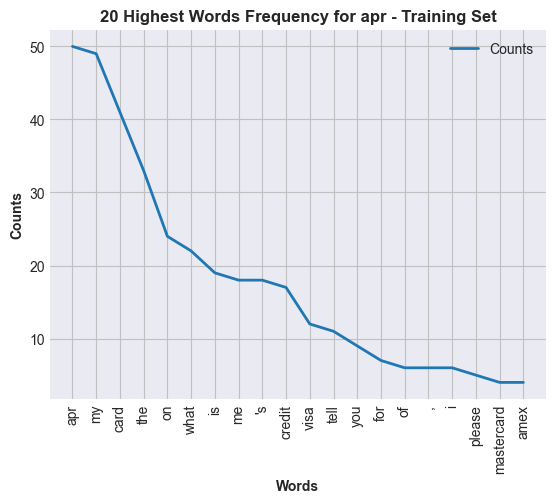 20 Highest Words Frequency for apr - Training Set
Counts
Counts
50
40
30
20
10
apr
my
card
the
on
what
is
me
's
credit
visa
tell
you
for
of
,
i
please
mastercard
amex
Words